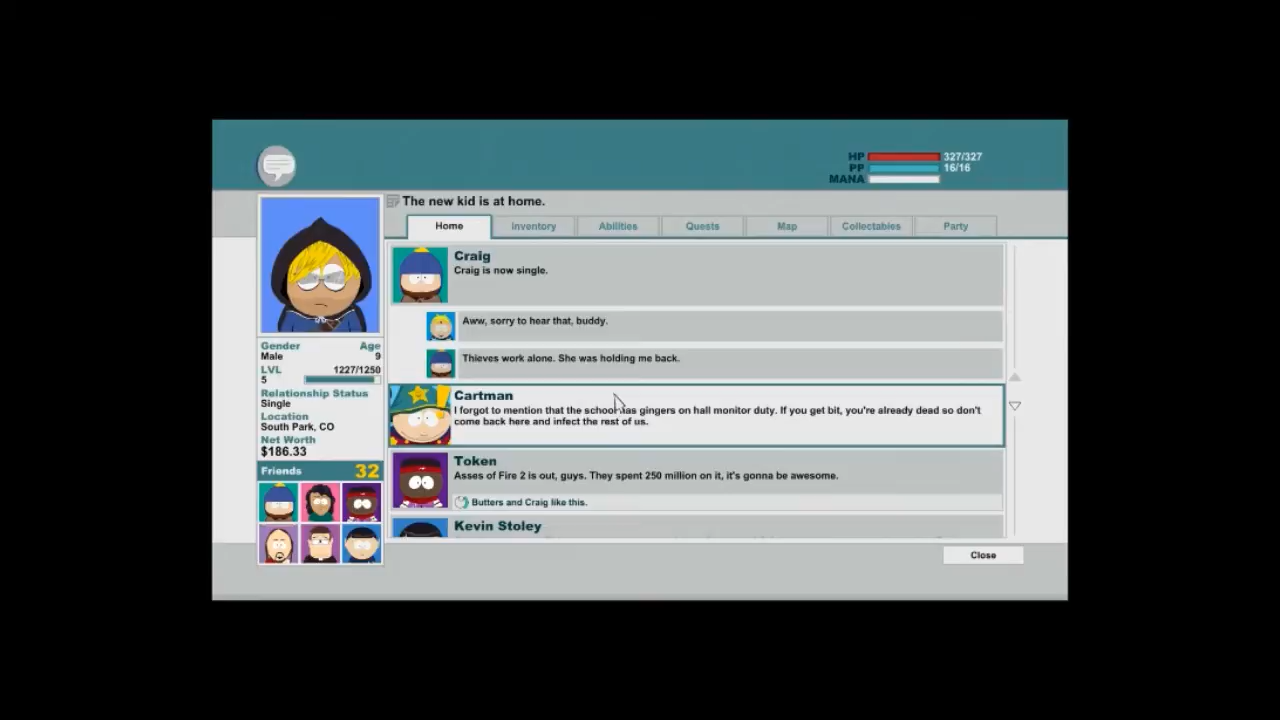 HP 327/327
PP 16/16
MANA
The new kid is at home.
Home Inventory Abilities Quests Map Collectables Party
Craig
Craig is now single.
Aww, sorry to hear that, buddy.
Thieves work alone. She was holding me back.
Cartman
I forgot to mention that the school has gingers on hall monitor duty. If you get bit, you're already dead so don't
come back here and infect the rest of us.
Token
Asses of Fire 2 is out, guys. They spent 250 million on it, it's gonna be awesome.
Butters and Craig like this.
Kevin Stoley
Gender Age
Male 9
LVL 1227/1250
5
Relationship Status
Single
Location
South Park, CO
Net Worth
$186.33
Friends 32
Close